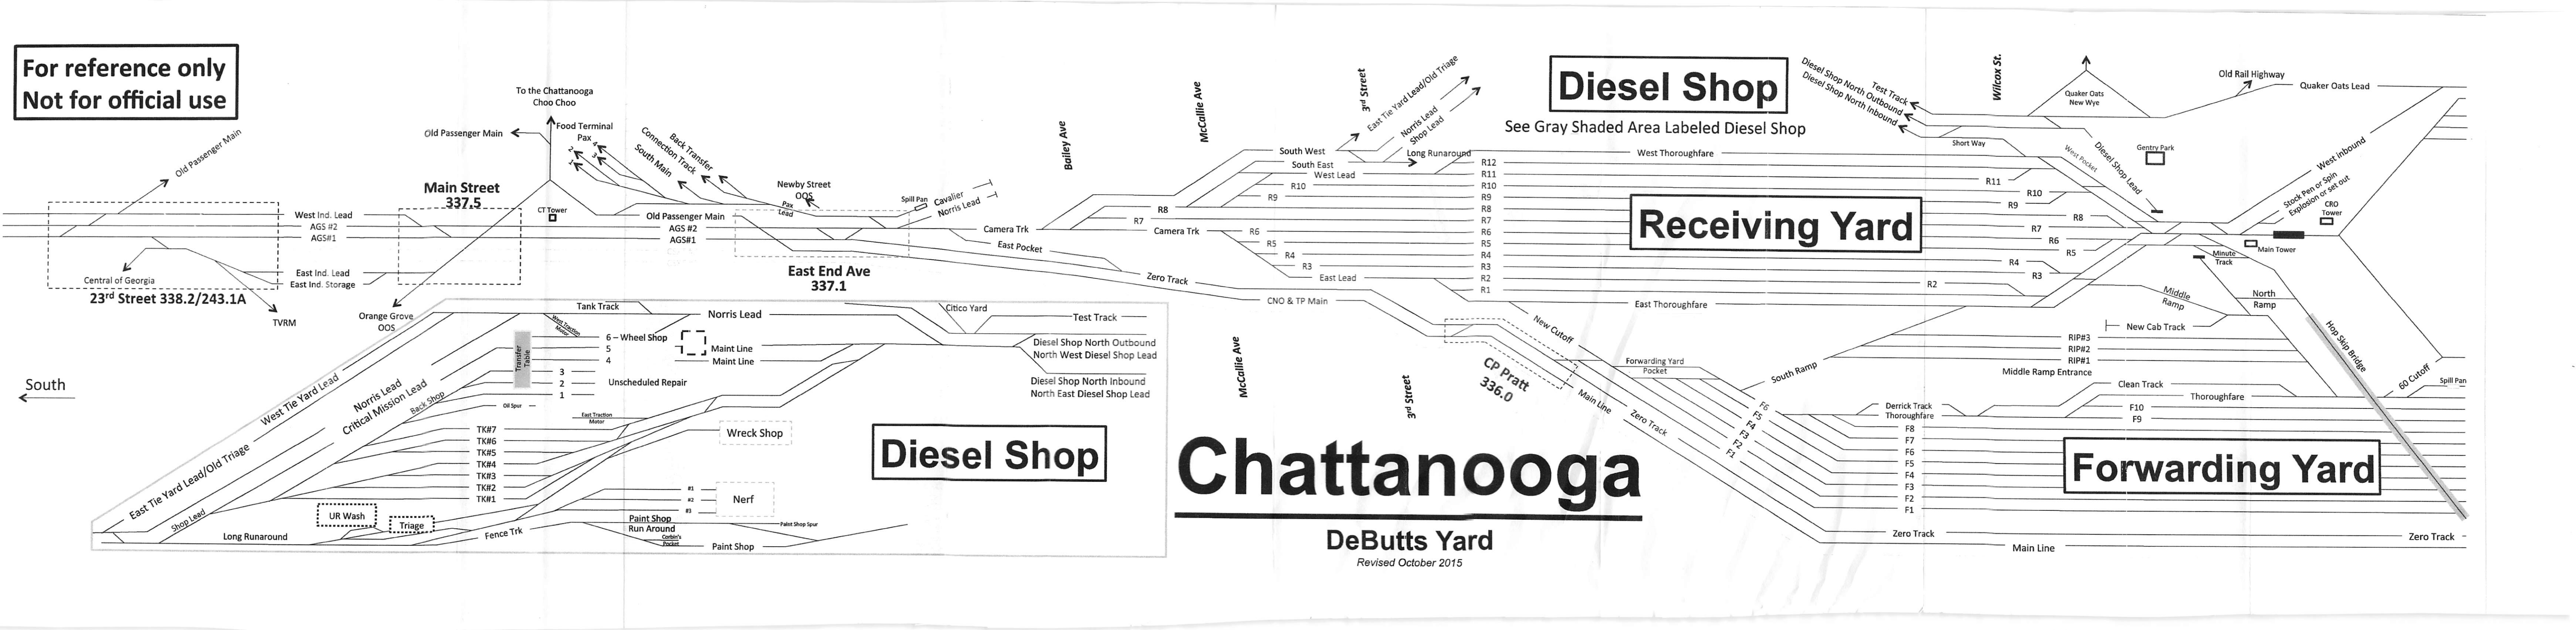 For reference only
Not for official use
Old Passenger Main
West Ind. Lead
AGS #2
AGS#1
Central of Georgia
East Ind. Lead
East Ind. Storage
23rd Street 338.2/243.1A
TVRM
South
Main Street
337.5
Old Passenger Main
To the Chattanooga
Choo Choo
Food Terminal
Pax
1
2
3
4
CT Tower
Orange Grove
OOS
Back Transfer
Connection Track
South Main
Newby Street
OOS
Pax
Lead
Old Passenger Main
AGS #2
AGS#1
East End Ave
337.1
Spill Pan
Cavalier
Norris Lead
Camera Trk
East Pocket
Bailey Ave
McCallie Ave
3rd Street
R8
R7
Camera Trk
Zero Track
South West
South East
West Lead
R10
R9
R6
R5
R4
R3
East Lead
CNO & TP Main
East Tie Yard Lead/Old Triage
Norris Lead
Shop Lead
Long Runaround
R12
R11
R10
R9
R8
R7
R6
R5
R4
R3
R2
R1
Diesel Shop
See Gray Shaded Area Labeled Diesel Shop
West Thoroughfare
Receiving Yard
East Thoroughfare
Test Track
Diesel Shop North Outbound
Diesel Shop North Inbound
Short Way
Wilcox St.
Quaker Oats
New Wye
Old Rail Highway
Quaker Oats Lead
West Pocket
Diesel Shop Lead
Gentry Park
West Inbound
Stock Pen or Spin
Explosion or set out
CRO
Tower
Main Tower
Minute
Track
R11
R10
R9
R8
R7
R6
R5
R4
R3
R2
Middle
Ramp
North
Ramp
New Cab Track
RIP#3
RIP#2
RIP#1
Middle Ramp Entrance
Hop Skip Bridge
60 Cutoff
Spill Pan
Clean Track
Thoroughfare
F10
F9
Derrick Track
Thoroughfare
F8
F7
F6
F5
F4
F3
F2
F1
Forwarding Yard
Zero Track
Main Line
Zero Track
McCallie Ave
3rd Street
New Cutoff
CP Pratt
336.0
Forwarding Yard
Pocket
South Ramp
Main Line
Zero Track
F6
F5
F4
F3
F2
F1
Chattanooga
DeButts Yard
Revised October 2015
Diesel Shop
Tank Track
Norris Lead
Citico Yard
Test Track
Diesel Shop North Outbound
North West Diesel Shop Lead
Diesel Shop North Inbound
North East Diesel Shop Lead
West Traction
Motor
Transfer
Table
6 – Wheel Shop
5
4
3
2
1
Maint Line
Maint Line
Unscheduled Repair
West Tie Yard Lead
Norris Lead
Critical Mission Lead
Back Shop
Oil Spur
East Traction
Motor
TK#7
TK#6
TK#5
TK#4
TK#3
TK#2
TK#1
Wreck Shop
#1
#2
#3
Nerf
East Tie Yard Lead/Old Triage
Shop Lead
UR Wash
Triage
Long Runaround
Fence Trk
Paint Shop
Run Around
Corbin's
Pocket
Paint Shop Spur
Paint Shop